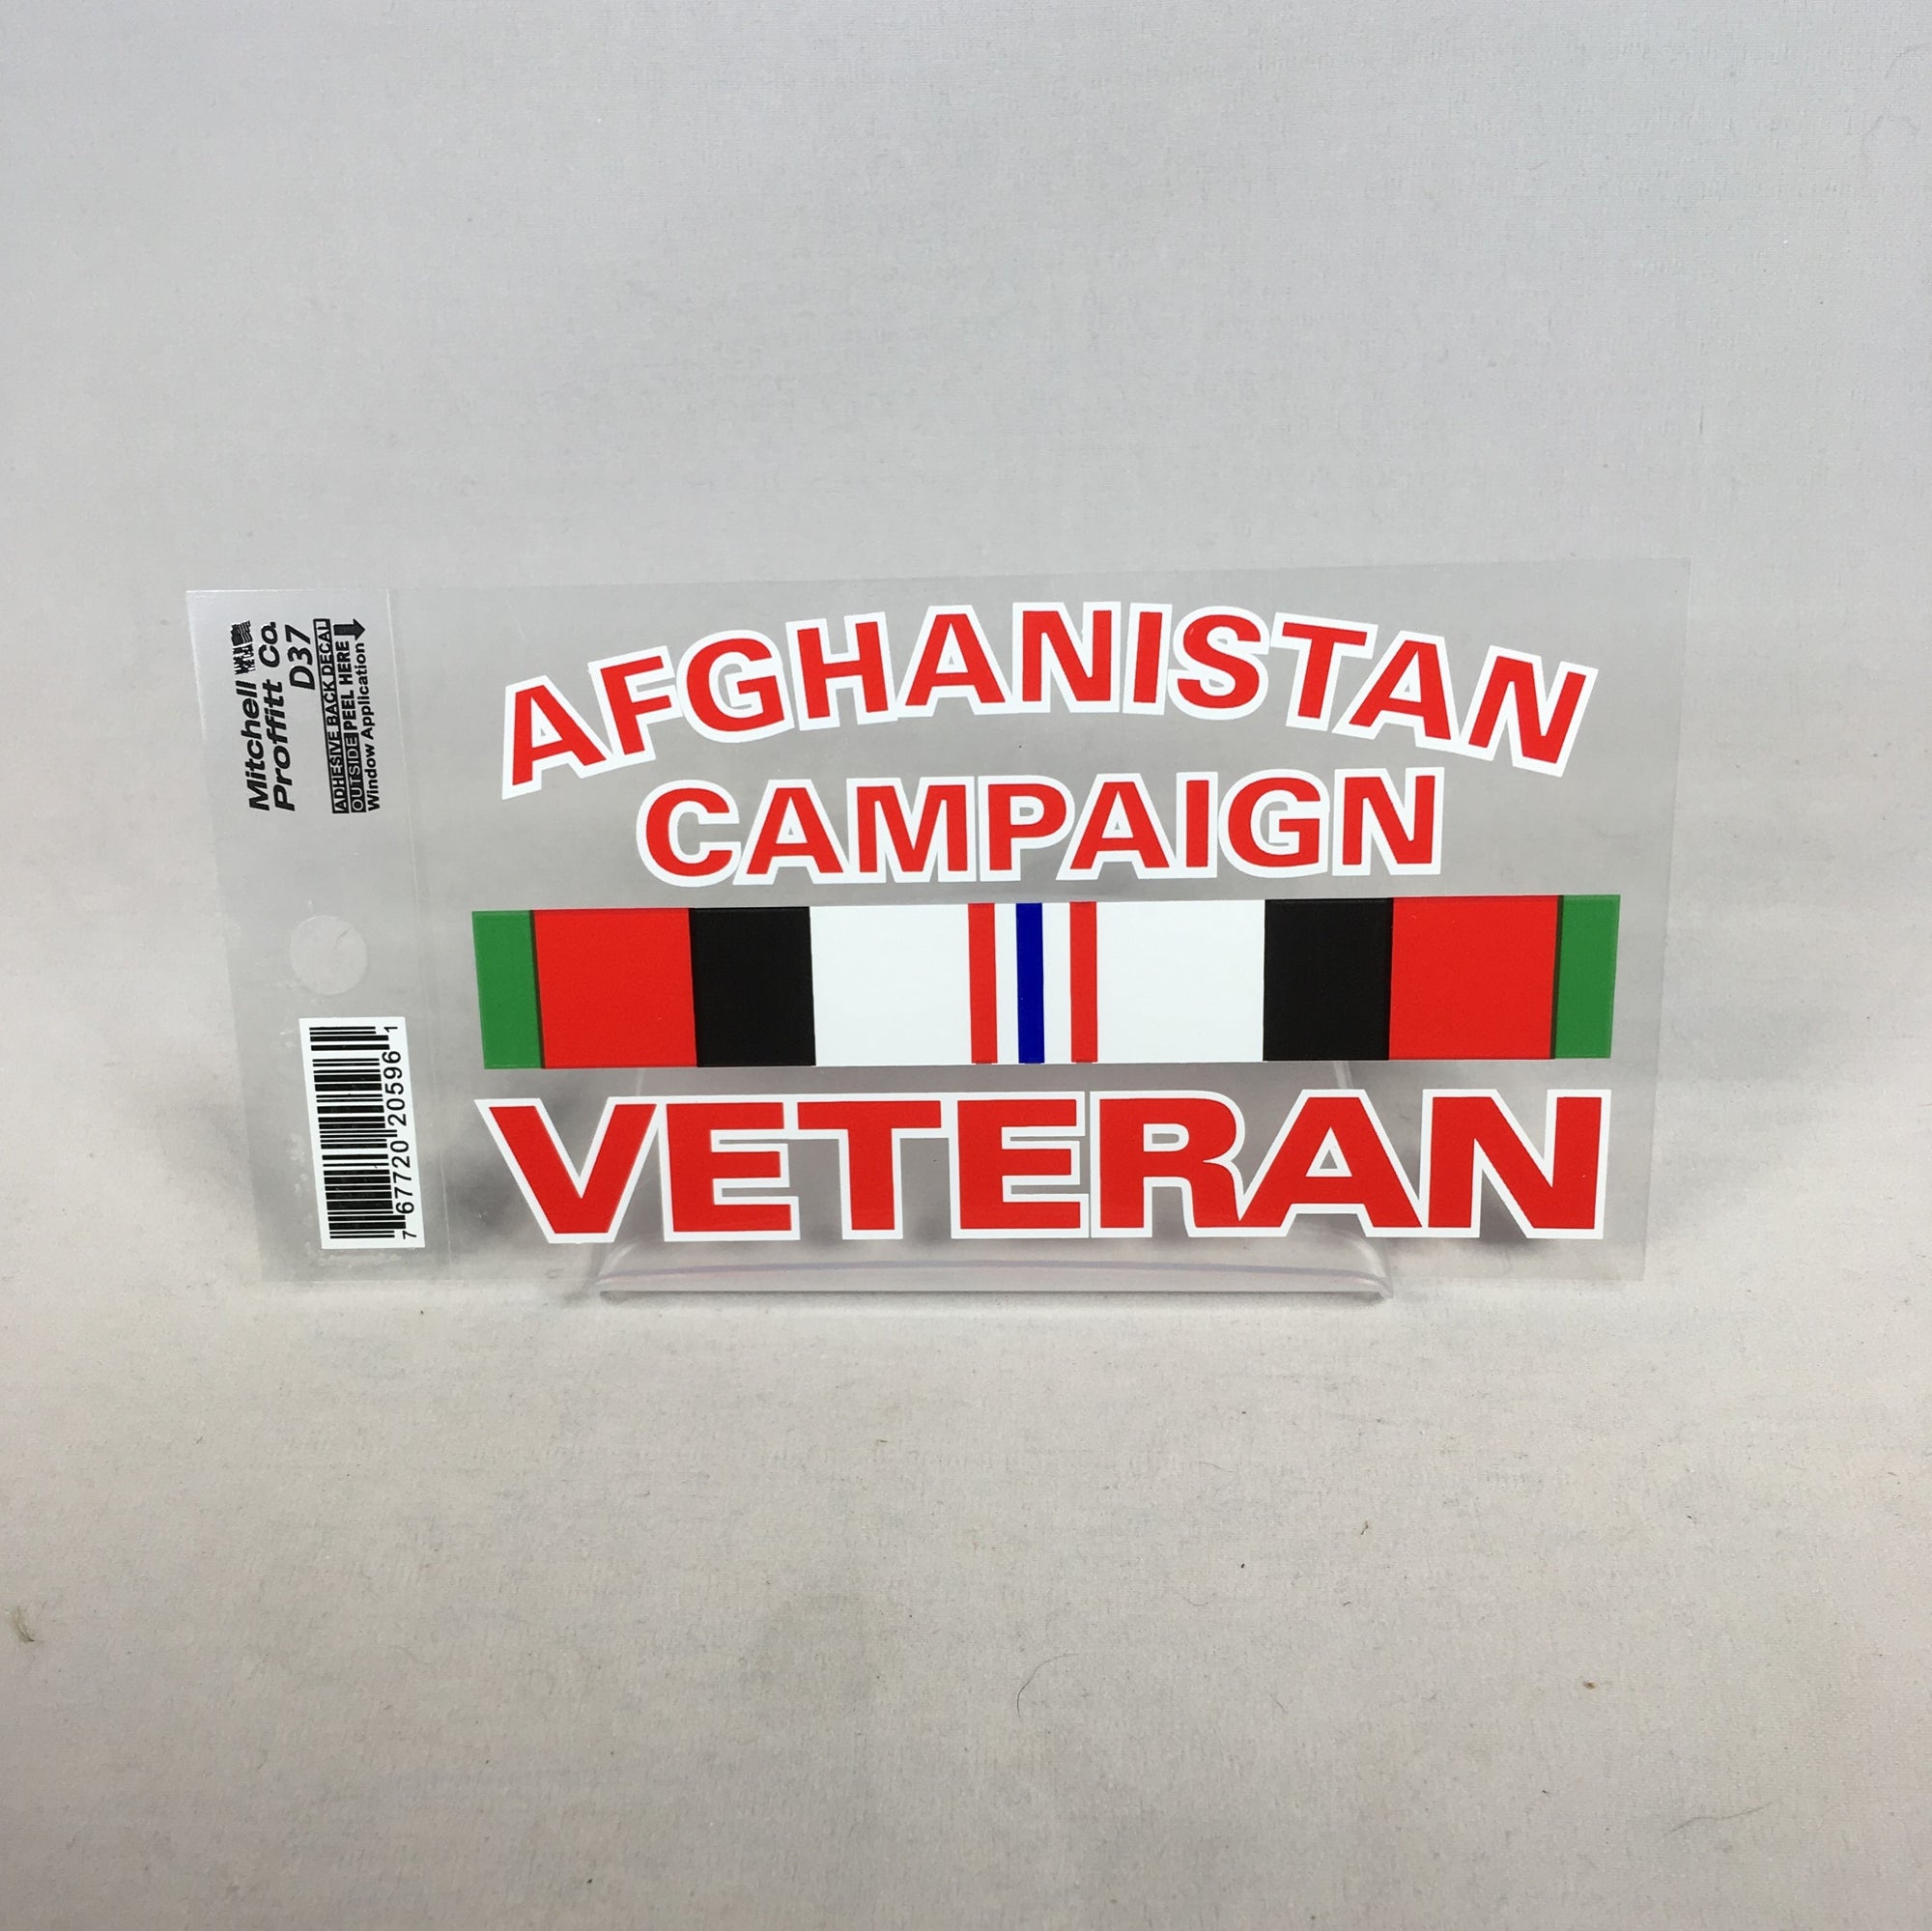 AFGHANISTAN
CAMPAIGN
VETERAN
Mitchell
Proffitt Co.
D37
ADHESIVE BACK DECAL
OUTSIDE PEEL HERE
Window Application
7 67720 20596 1